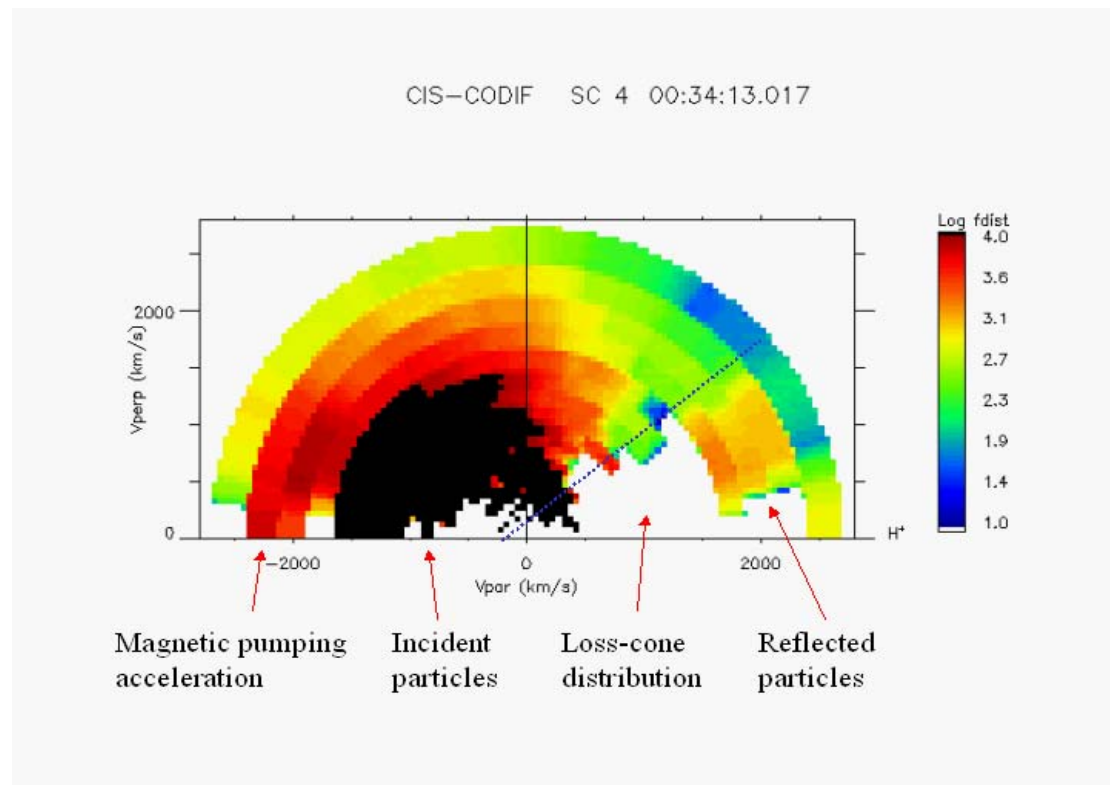 CIS-CODIF SC 4 00:34:13.017
Log fdist
4.0
3.6
3.1
2.7
2.3
1.9
1.4
1.0
2000
0
Vperp (km/s)
-2000 0 2000
Vpar (km/s)
H+
Magnetic pumping
acceleration
Incident
particles
Loss-cone
distribution
Reflected
particles